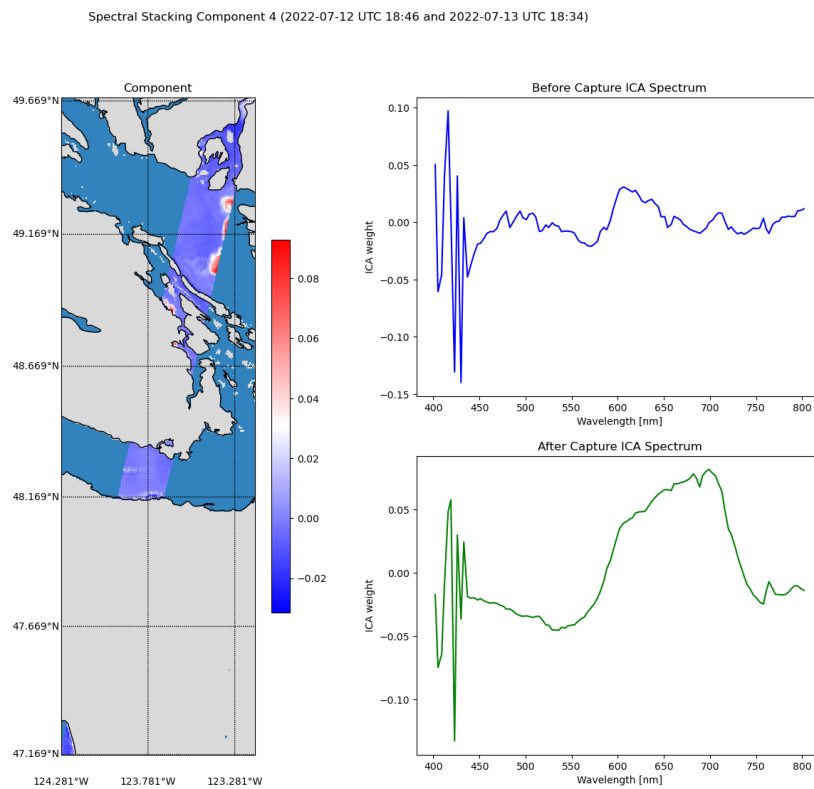 Spectral Stacking Component 4 (2022-07-12 UTC 18:46 and 2022-07-13 UTC 18:34)
Component
49.669°N
49.169°N
48.669°N
48.169°N
47.669°N
47.169°N
124.281°W 123.781°W 123.281°W
0.08
0.06
0.04
0.02
0.00
−0.02
Before Capture ICA Spectrum
ICA weight
0.10
0.05
0.00
−0.05
−0.10
−0.15
400 450 500 550 600 650 700 750 800
Wavelength [nm]
After Capture ICA Spectrum
ICA weight
0.05
0.00
−0.05
−0.10
400 450 500 550 600 650 700 750 800
Wavelength [nm]